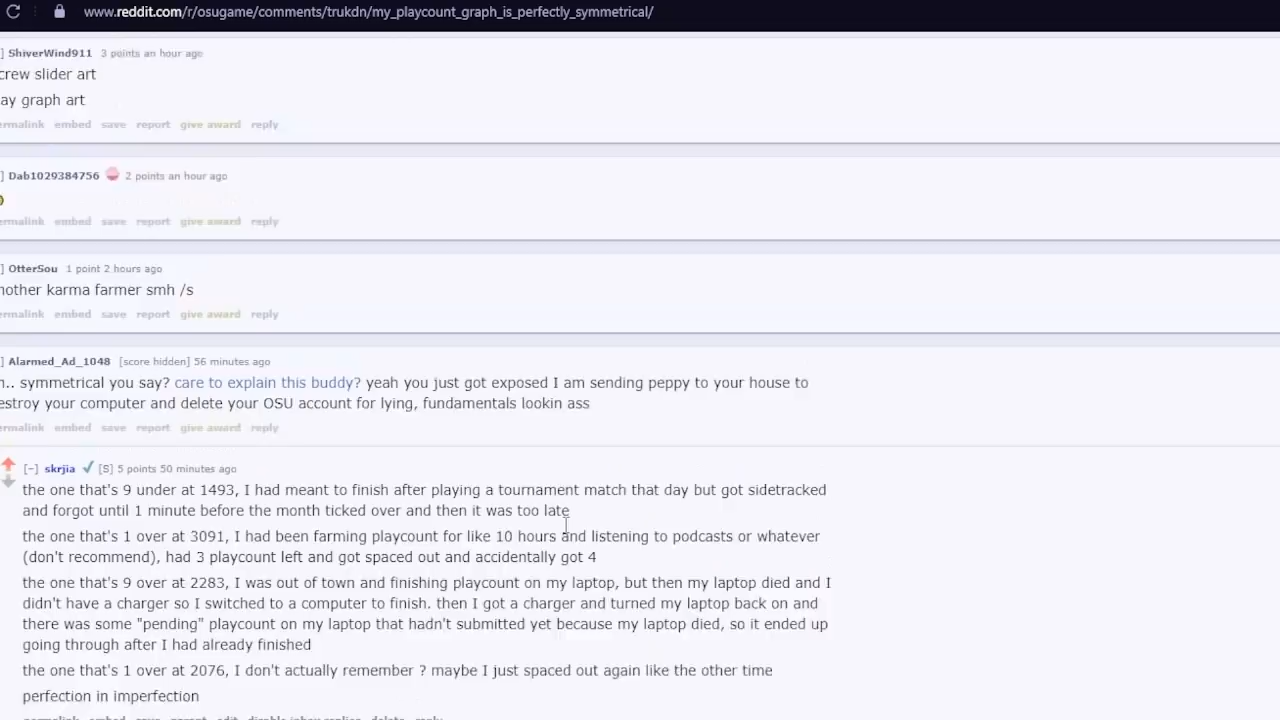 www.reddit.com/r/osugame/comments/trukdn/my_playcount_graph_is_perfectly_symmetrical/
] ShiverWind911 3 points an hour ago
crew slider art
ay graph art
ermalink embed save report give award reply
] Dab1029384756 2 points an hour ago
ermalink embed save report give award reply
] OtterSou 1 point 2 hours ago
nother karma farmer smh /s
ermalink embed save report give award reply
] Alarmed_Ad_1048 [score hidden] 56 minutes ago
.. symmetrical you say? care to explain this buddy? yeah you just got exposed I am sending peppy to your house to
estroy your computer and delete your OSU account for lying, fundamentals lookin ass
ermalink embed save report give award reply
[-] skrjia [S] 5 points 50 minutes ago
the one that's 9 under at 1493, I had meant to finish after playing a tournament match that day but got sidetracked
and forgot until 1 minute before the month ticked over and then it was too late
the one that's 1 over at 3091, I had been farming playcount for like 10 hours and listening to podcasts or whatever
(don't recommend), had 3 playcount left and got spaced out and accidentally got 4
the one that's 9 over at 2283, I was out of town and finishing playcount on my laptop, but then my laptop died and I
didn't have a charger so I switched to a computer to finish. then I got a charger and turned my laptop back on and
there was some "pending" playcount on my laptop that hadn't submitted yet because my laptop died, so it ended up
going through after I had already finished
the one that's 1 over at 2076, I don't actually remember ? maybe I just spaced out again like the other time
perfection in imperfection
permalink embed save parent edit disable inbox replies delete reply